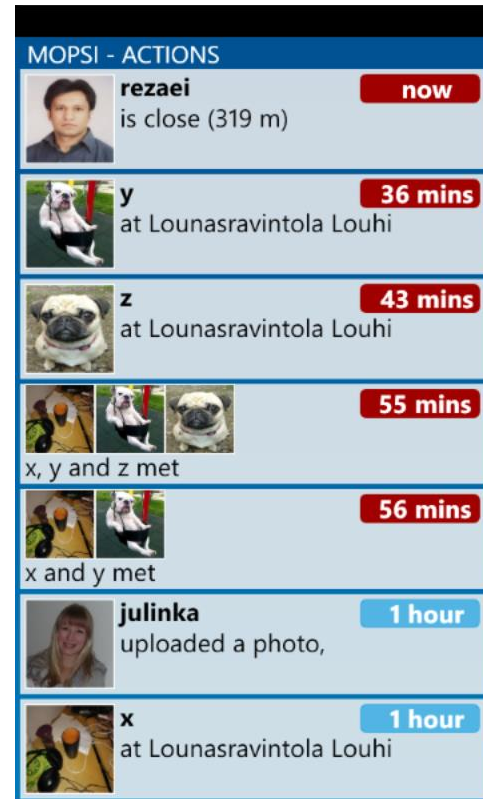 MOPSI - ACTIONS
rezaei now
is close (319 m)
y 36 mins
at Lounasravintola Louhi
z 43 mins
at Lounasravintola Louhi
55 mins
x, y and z met
56 mins
x and y met
julinka 1 hour
uploaded a photo,
x 1 hour
at Lounasravintola Louhi